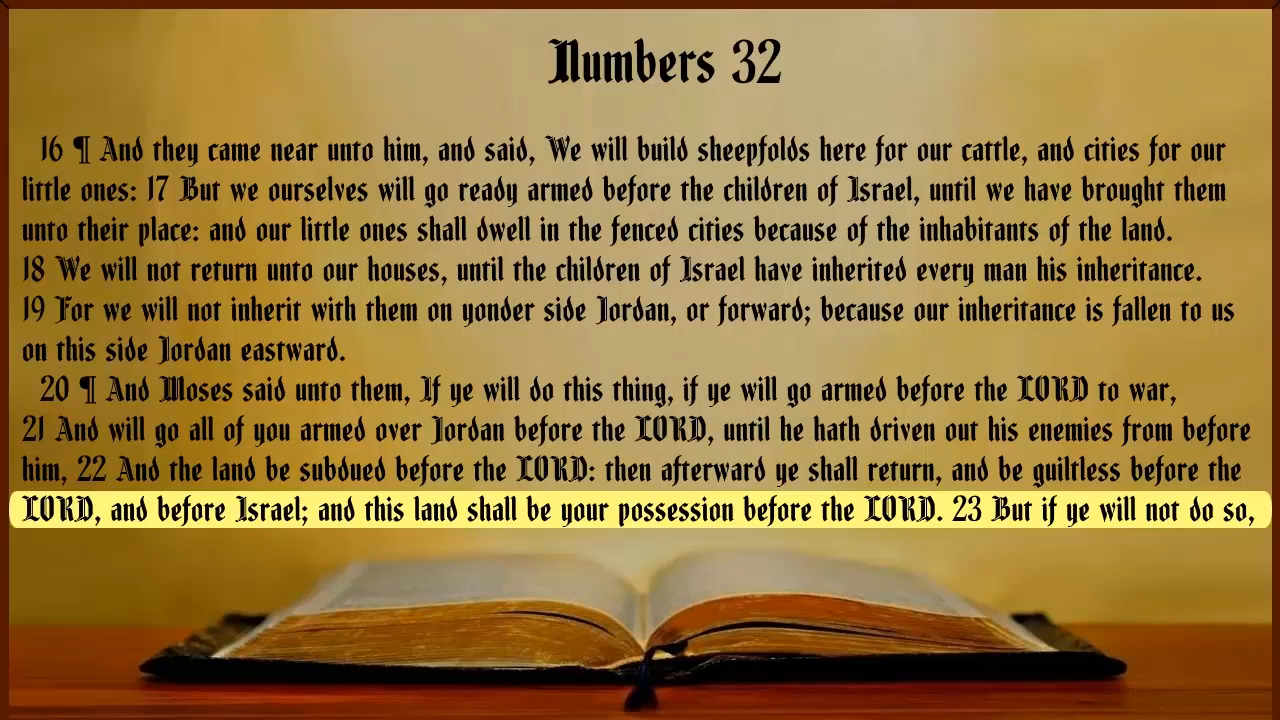 Numbers 32
16 ¶ And they came near unto him, and said, We will build sheepfolds here for our cattle, and cities for our
little ones: 17 But we ourselves will go ready armed before the children of Israel, until we have brought them
unto their place: and our little ones shall dwell in the fenced cities because of the inhabitants of the land.
18 We will not return unto our houses, until the children of Israel have inherited every man his inheritance.
19 For we will not inherit with them on yonder side Jordan, or forward; because our inheritance is fallen to us
on this side Jordan eastward.
20 ¶ And Moses said unto them, If ye will do this thing, if ye will go armed before the LORD to war,
21 And will go all of you armed over Jordan before the LORD, until he hath driven out his enemies from before
him, 22 And the land be subdued before the LORD: then afterward ye shall return, and be guiltless before the
LORD, and before Israel; and this land shall be your possession before the LORD. 23 But if ye will not do so,